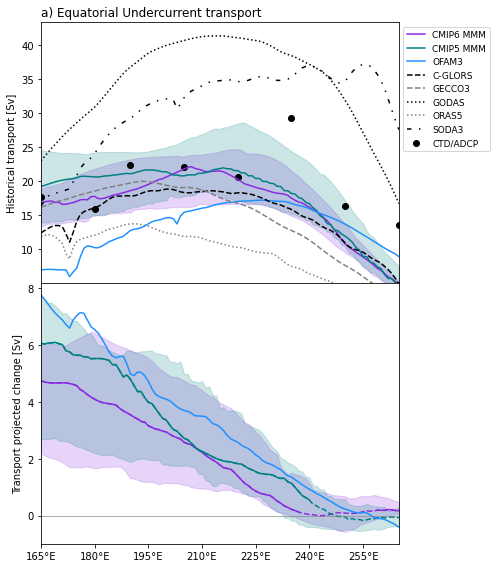 a) Equatorial Undercurrent transport
Historical transport [Sv]
40
35
30
25
20
15
10
CMIP6 MMM
CMIP5 MMM
OFAM3
C-GLORS
GECCO3
GODAS
ORAS5
SODA3
CTD/ADCP
Transport projected change [Sv]
8
6
4
2
0
165°E 180°E 195°E 210°E 225°E 240°E 255°E